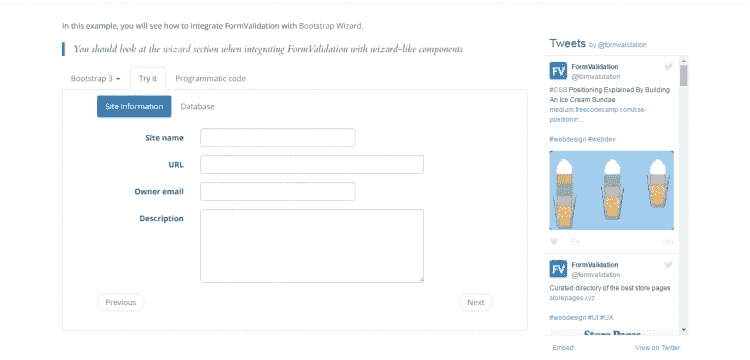 In this example, you will see how to integrate FormValidation with Bootstrap Wizard.
You should look at the wizard section when integrating FormValidation with wizard-like components
Bootstrap 3
Try it
Programmatic code
Site Information
Database
Site name
URL
Owner email
Description
Previous
Next
Tweets by @formvalidation
FormValidation
@formvalidation
#CSS Positioning Explained By Building
An Ice Cream Sundae
medium.freecodecamp.com/css-
positionin...
#webdesign #webdev
FV
FormValidation
@formvalidation
Curated directory of the best store pages
storepages.xyz
#webdesign #UI #UX
FV
Store Pages
Embed
View on Twitter